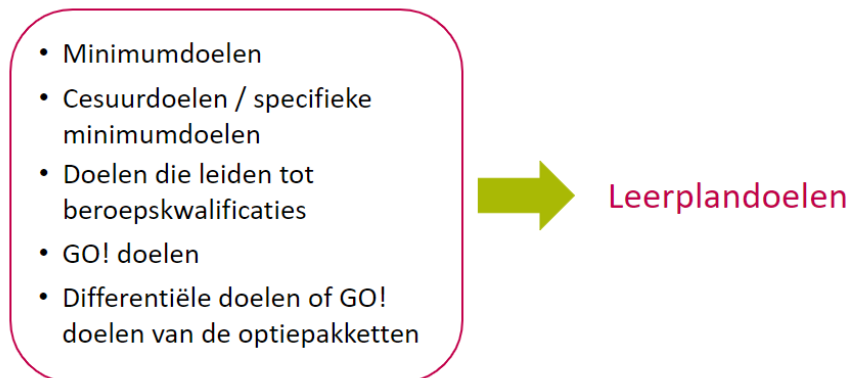 • Minimumdoelen
• Cesuurdoelen / specifieke
minimumdoelen
• Doelen die leiden tot
beroepskwalificaties
• GO! doelen
• Differentiële doelen of GO!
doelen van de optiepakketten
Leerplandoelen